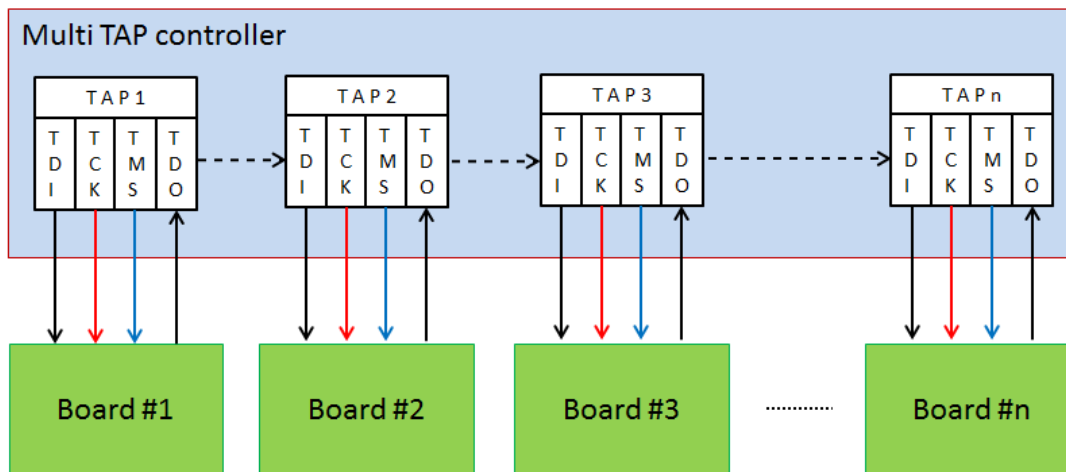 Multi TAP controller
TAP1
TDI TCK TMS TDO
TAP2
TDI TCK TMS TDO
TAP3
TDI TCK TMS TDO
TAPn
TDI TCK TMS TDO
Board #1
Board #2
Board #3
Board #n